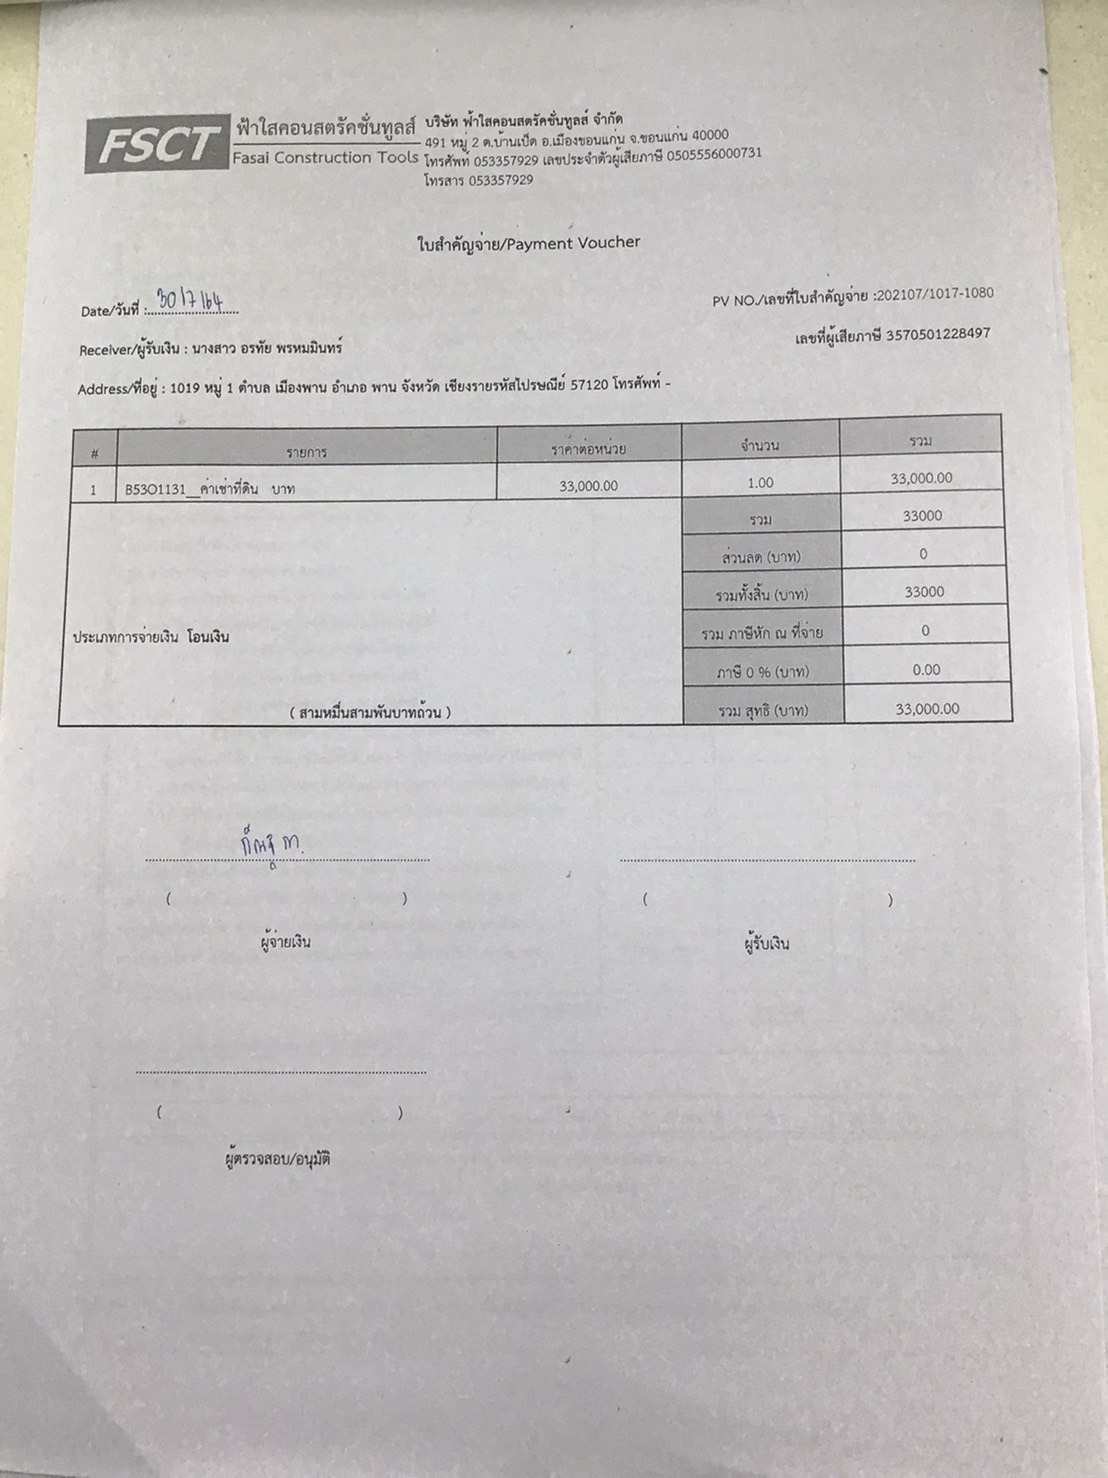 FSCT
ฟ้าใสคอนสตรัคชั่นทูลส์
Fasai Construction Tools
บริษัท ฟ้าใสคอนสตรัคชั่นทูลส์ จำกัด
491 หมู่ 2 ต.บ้านเป็ด อ.เมืองขอนแก่น จ.ขอนแก่น 40000
โทรศัพท์ 053357929 เลขประจำตัวผู้เสียภาษี 0505556000731
โทรสาร 053357929
ใบสำคัญจ่าย/Payment Voucher
Date/วันที่ : 30/7/64
PV NO./เลขที่ใบสำคัญจ่าย :202107/1017-1080
Receiver/ผู้รับเงิน : นางสาว อรทัย พรหมมินทร์
เลขที่ผู้เสียภาษี 3570501228497
Address/ที่อยู่ : 1019 หมู่ 1 ตำบล เมืองพาน อำเภอ พาน จังหวัด เชียงรายรหัสไปรษณีย์ 57120 โทรศัพท์ -
# รายการ ราคาต่อหน่วย จำนวน รวม
1 B53O1131__ค่าเช่าที่ดิน บาท 33,000.00 1.00 33,000.00
รวม 33000
ส่วนลด (บาท) 0
รวมทั้งสิ้น (บาท) 33000
ประเภทการจ่ายเงิน โอนเงิน
รวม ภาษีหัก ณ ที่จ่าย 0
ภาษี 0 % (บาท) 0.00
( สามหมื่นสามพันบาทถ้วน )
รวม สุทธิ (บาท) 33,000.00
( )
( )
ผู้จ่ายเงิน
ผู้รับเงิน
( )
ผู้ตรวจสอบ/อนุมัติ